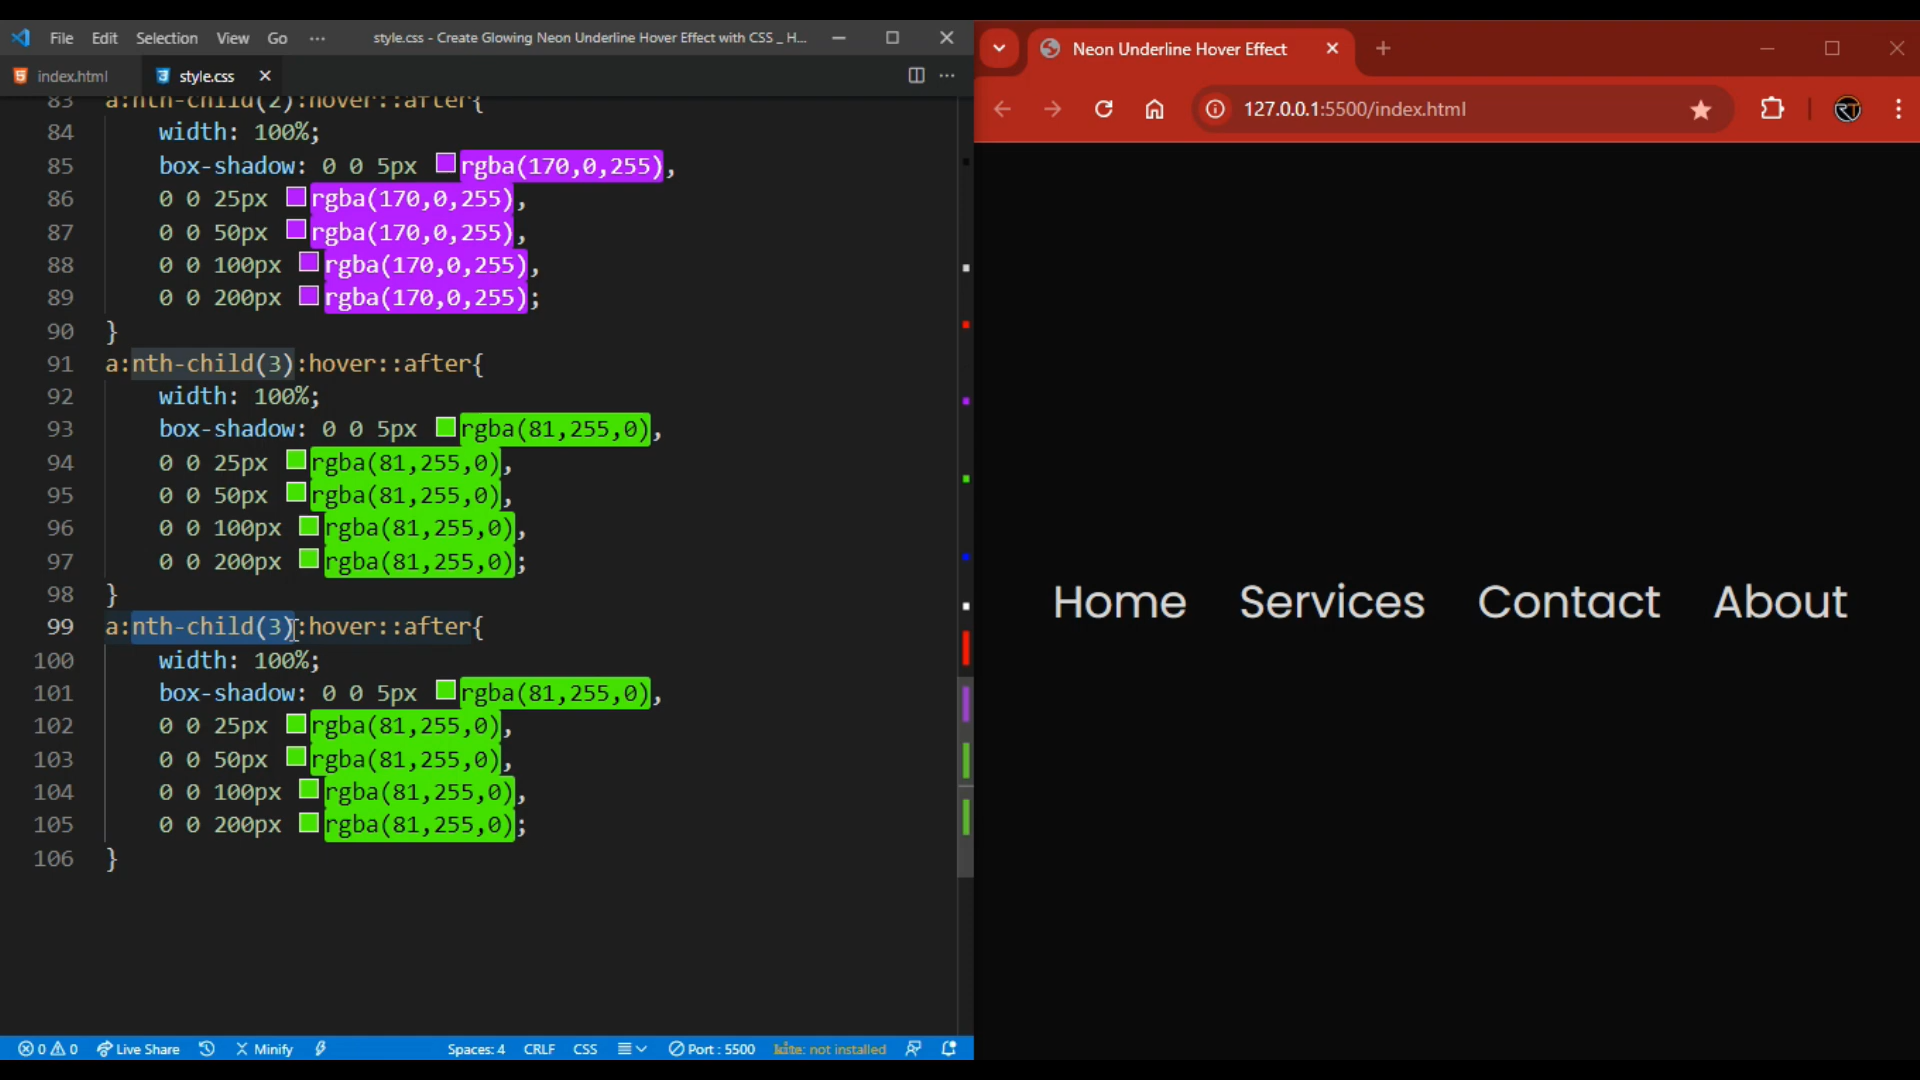 File Edit Selection View Go ··· style.css - Create Glowing Neon Underline Hover Effect with CSS _ H...
index.html style.css
83 a:nth-child(2):hover::after{
84 width: 100%;
85 box-shadow: 0 0 5px rgba(170,0,255),
86 0 0 25px rgba(170,0,255),
87 0 0 50px rgba(170,0,255),
88 0 0 100px rgba(170,0,255),
89 0 0 200px rgba(170,0,255);
90 }
91 a:nth-child(3):hover::after{
92 width: 100%;
93 box-shadow: 0 0 5px rgba(81,255,0),
94 0 0 25px rgba(81,255,0),
95 0 0 50px rgba(81,255,0),
96 0 0 100px rgba(81,255,0),
97 0 0 200px rgba(81,255,0);
98 }
99 a:nth-child(3):hover::after{
100 width: 100%;
101 box-shadow: 0 0 5px rgba(81,255,0),
102 0 0 25px rgba(81,255,0),
103 0 0 50px rgba(81,255,0),
104 0 0 100px rgba(81,255,0),
105 0 0 200px rgba(81,255,0);
106 }
0 0 Live Share Minify Spaces: 4 CRLF CSS Port : 5500 kite: not installed
Neon Underline Hover Effect
127.0.0.1:5500/index.html
RT
Home Services Contact About